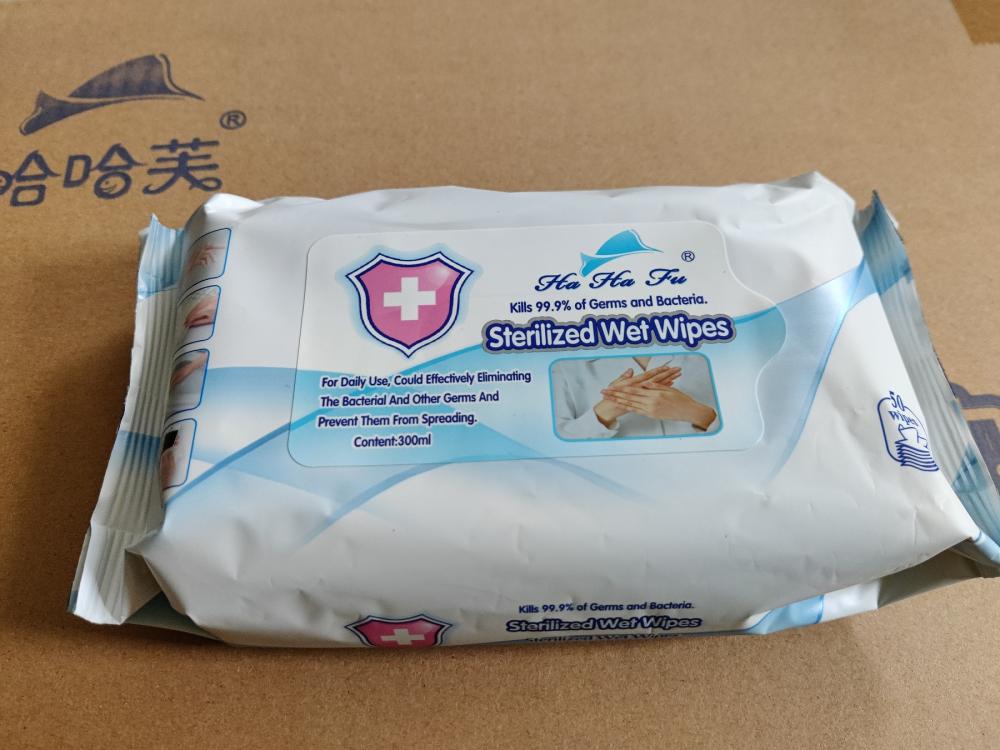 哈哈芙®
Ha Ha Fu ®
Kills 99.9% of Germs and Bacteria.
Sterilized Wet Wipes
For Daily Use, Could Effectively Eliminating
The Bacterial And Other Germs And
Prevent Them From Spreading.
Content:300ml
50
Wipes
Kills 99.9% of Germs and Bacteria.
Sterilized Wet Wipes